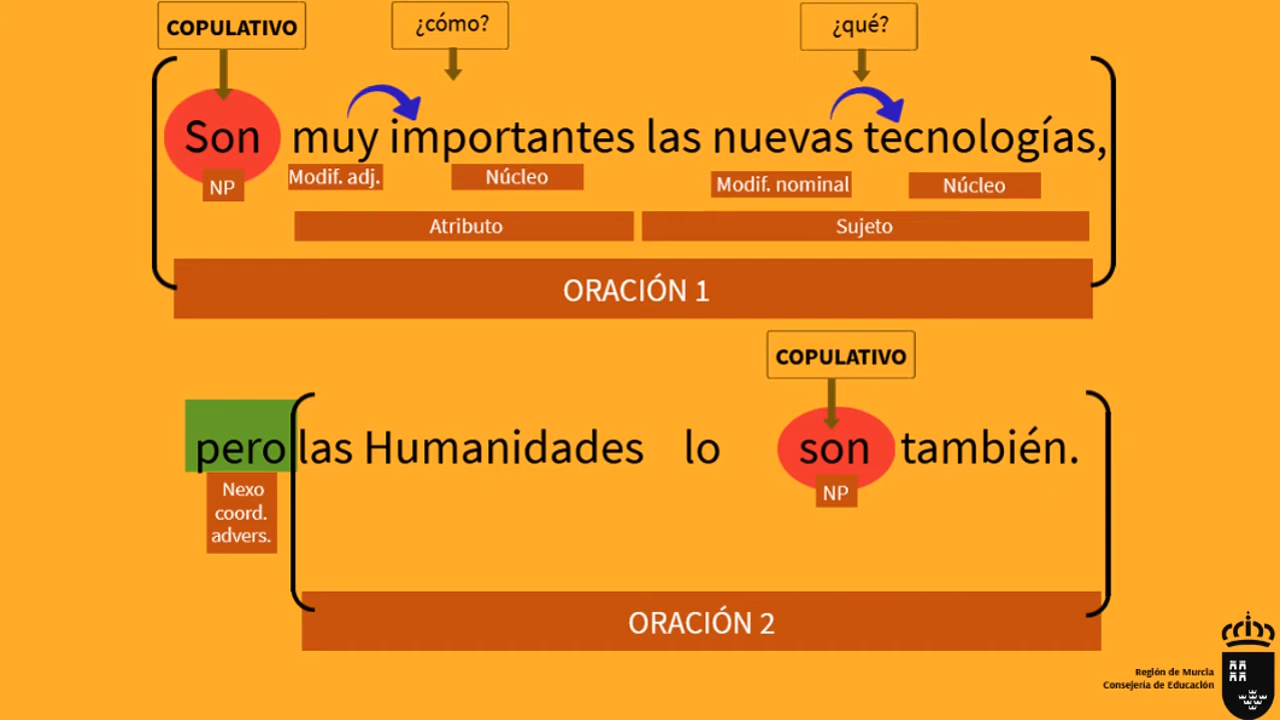 COPULATIVO
¿cómo?
¿qué?
Son muy importantes las nuevas tecnologías,
NP
Modif. adj.
Núcleo
Modif. nominal
Núcleo
Atributo
Sujeto
ORACIÓN 1
COPULATIVO
pero las Humanidades lo son también.
Nexo
coord.
advers.
NP
ORACIÓN 2
Región de Murcia
Consejería de Educación